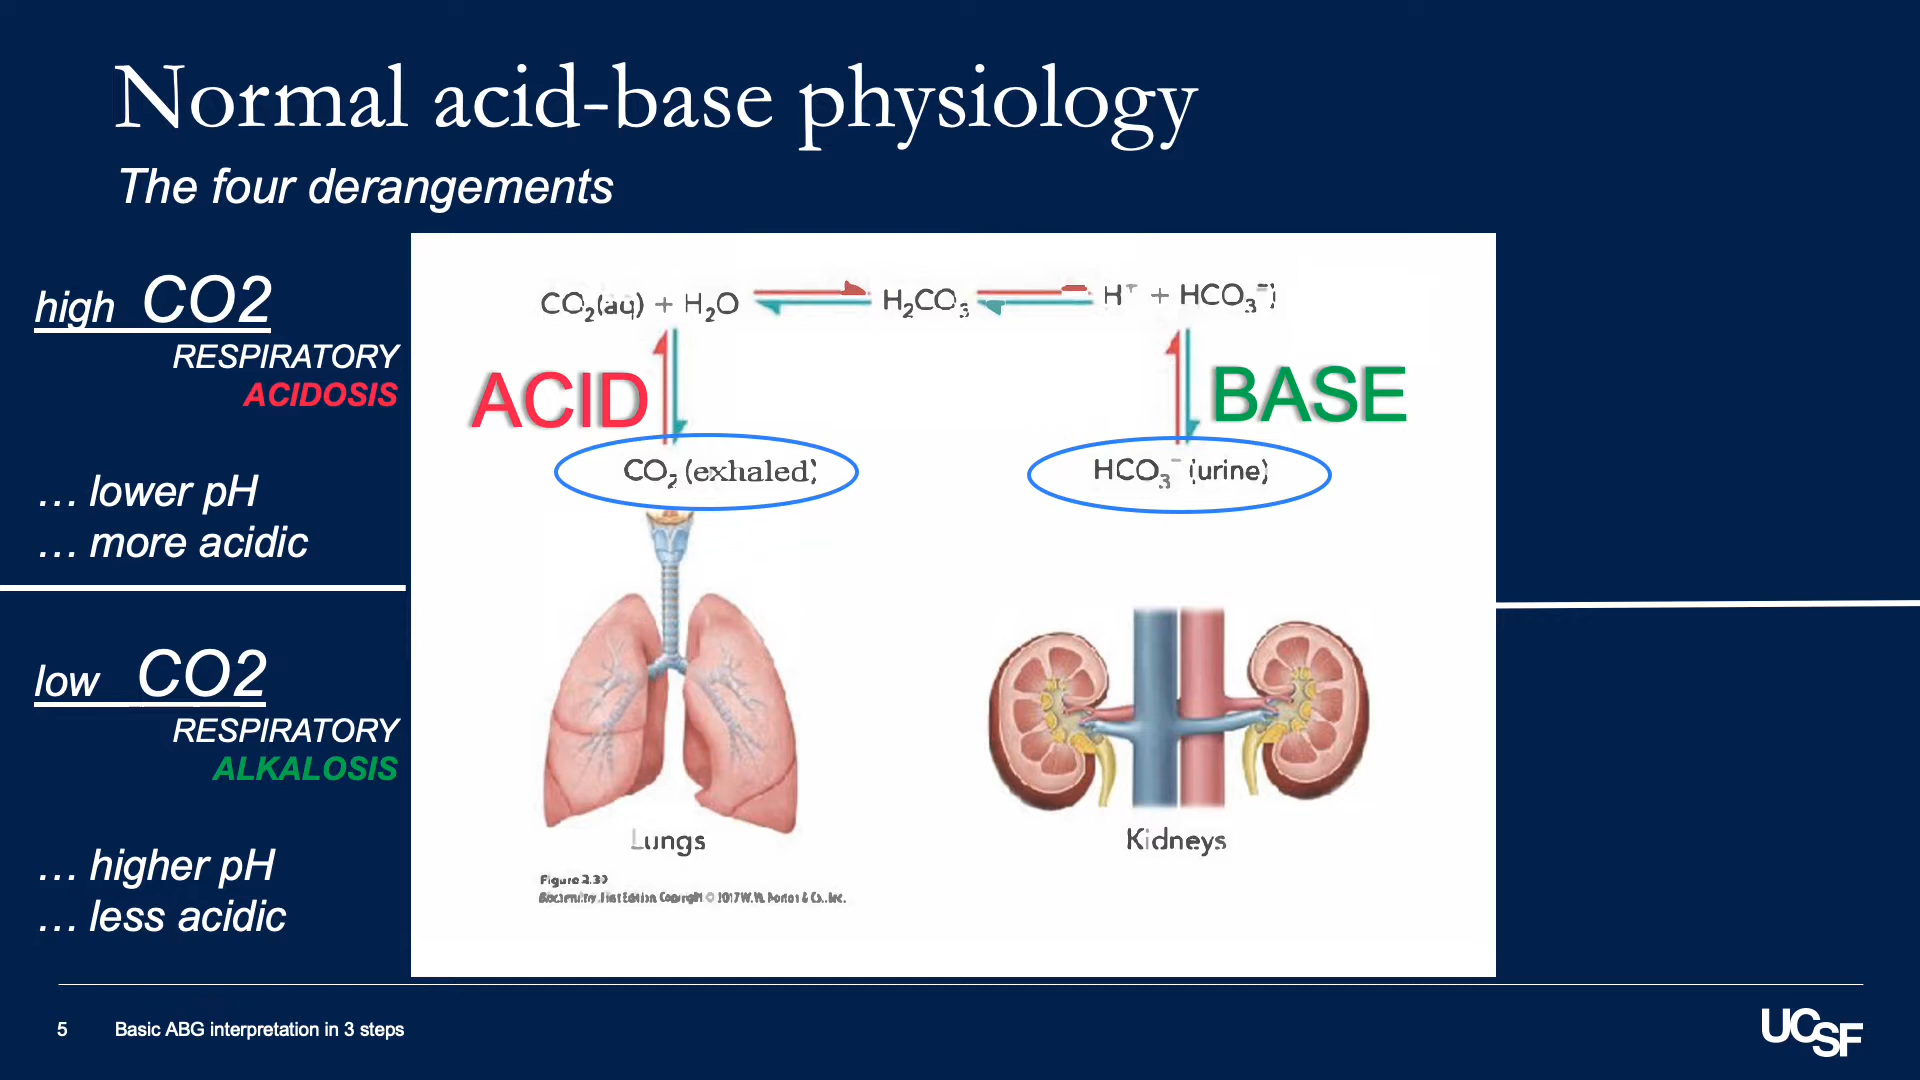 Normal acid-base physiology
The four derangements
high CO2
RESPIRATORY
ACIDOSIS
... lower pH
... more acidic
low CO2
RESPIRATORY
ALKALOSIS
... higher pH
... less acidic
CO₂(aq) + H₂O H₂CO₃ H⁺ + HCO₃⁻
ACID BASE
CO₂ (exhaled) HCO₃⁻ (urine)
Lungs Kidneys
Figure 2.30
Biochemistry, First Edition Copyright © 2017 W.W. Norton & Co., Inc.
5 Basic ABG interpretation in 3 steps
UCSF